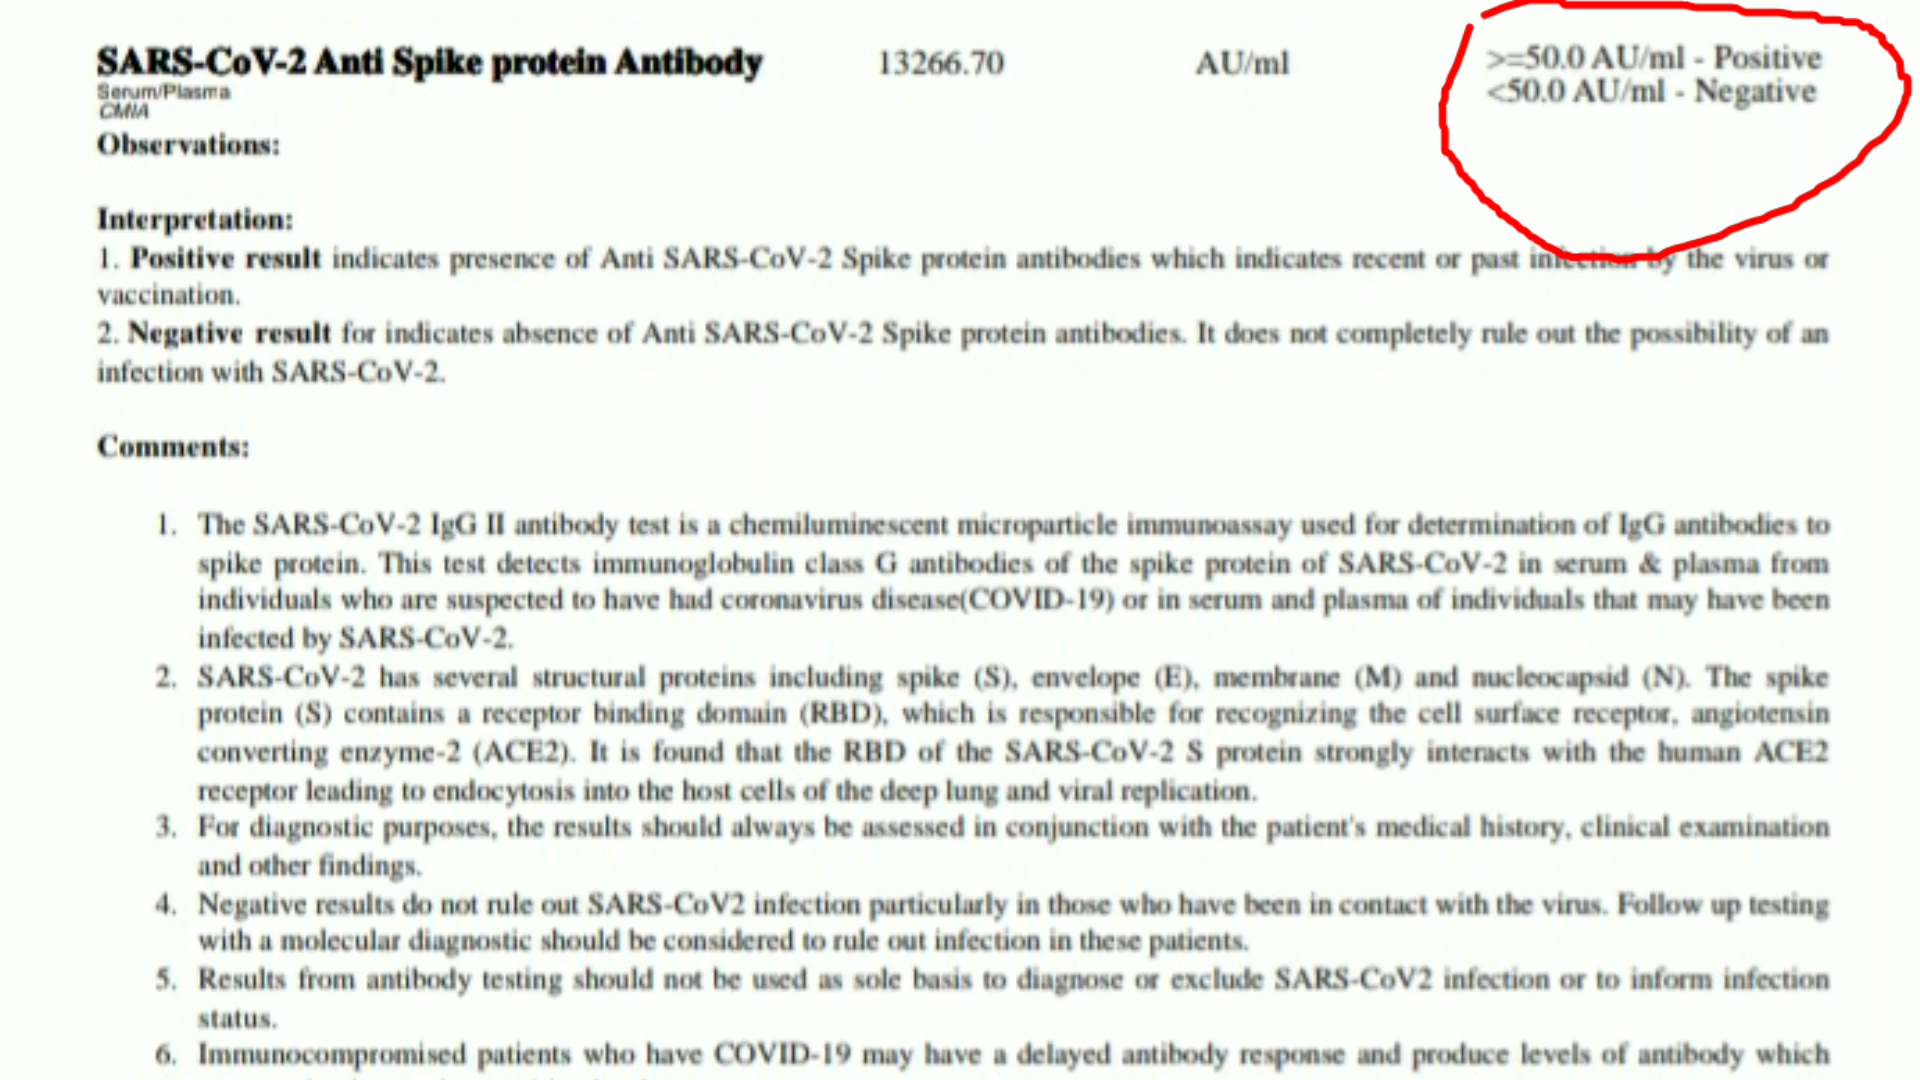 SARS-CoV-2 Anti Spike protein Antibody 13266.70 AU/ml >=50.0 AU/ml - Positive
Serum/Plasma <50.0 AU/ml - Negative
CMIA
Observations:
Interpretation:
1. Positive result indicates presence of Anti SARS-CoV-2 Spike protein antibodies which indicates recent or past infection by the virus or
vaccination.
2. Negative result for indicates absence of Anti SARS-CoV-2 Spike protein antibodies. It does not completely rule out the possibility of an
infection with SARS-CoV-2.
Comments:
1. The SARS-CoV-2 IgG II antibody test is a chemiluminescent microparticle immunoassay used for determination of IgG antibodies to
spike protein. This test detects immunoglobulin class G antibodies of the spike protein of SARS-CoV-2 in serum & plasma from
individuals who are suspected to have had coronavirus disease(COVID-19) or in serum and plasma of individuals that may have been
infected by SARS-CoV-2.
2. SARS-CoV-2 has several structural proteins including spike (S), envelope (E), membrane (M) and nucleocapsid (N). The spike
protein (S) contains a receptor binding domain (RBD), which is responsible for recognizing the cell surface receptor, angiotensin
converting enzyme-2 (ACE2). It is found that the RBD of the SARS-CoV-2 S protein strongly interacts with the human ACE2
receptor leading to endocytosis into the host cells of the deep lung and viral replication.
3. For diagnostic purposes, the results should always be assessed in conjunction with the patient's medical history, clinical examination
and other findings.
4. Negative results do not rule out SARS-CoV2 infection particularly in those who have been in contact with the virus. Follow up testing
with a molecular diagnostic should be considered to rule out infection in these patients.
5. Results from antibody testing should not be used as sole basis to diagnose or exclude SARS-CoV2 infection or to inform infection
status.
6. Immunocompromised patients who have COVID-19 may have a delayed antibody response and produce levels of antibody which